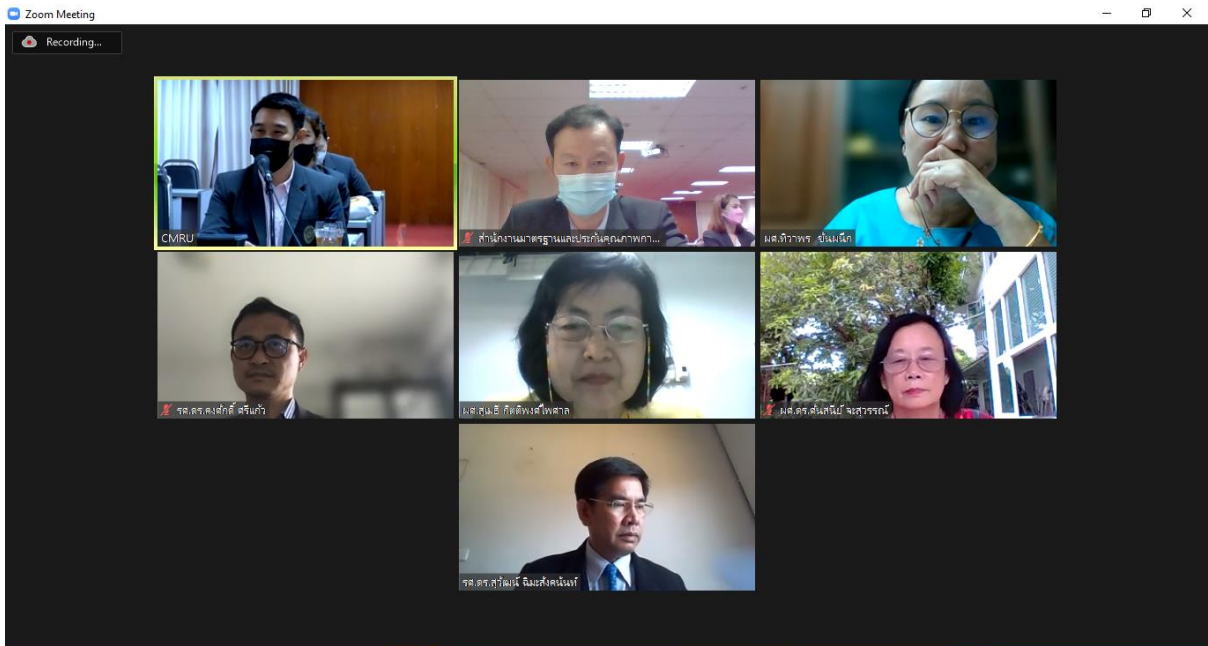 Zoom Meeting
Recording...
CMRU
สำนักงานมาตรฐานและประกันคุณภาพกา...
ผศ.ทิวาพร ขันผนึก
รศ.ดร.คงศักดิ์ ศรีแก้ว
ผศ.สุเมธี กิตติพงศ์ไพศาล
ผศ.ดร.ศันสนีย์ จะสุวรรณ์
รศ.ดร.สุวัฒน์ ฉิมะสังคนันท์